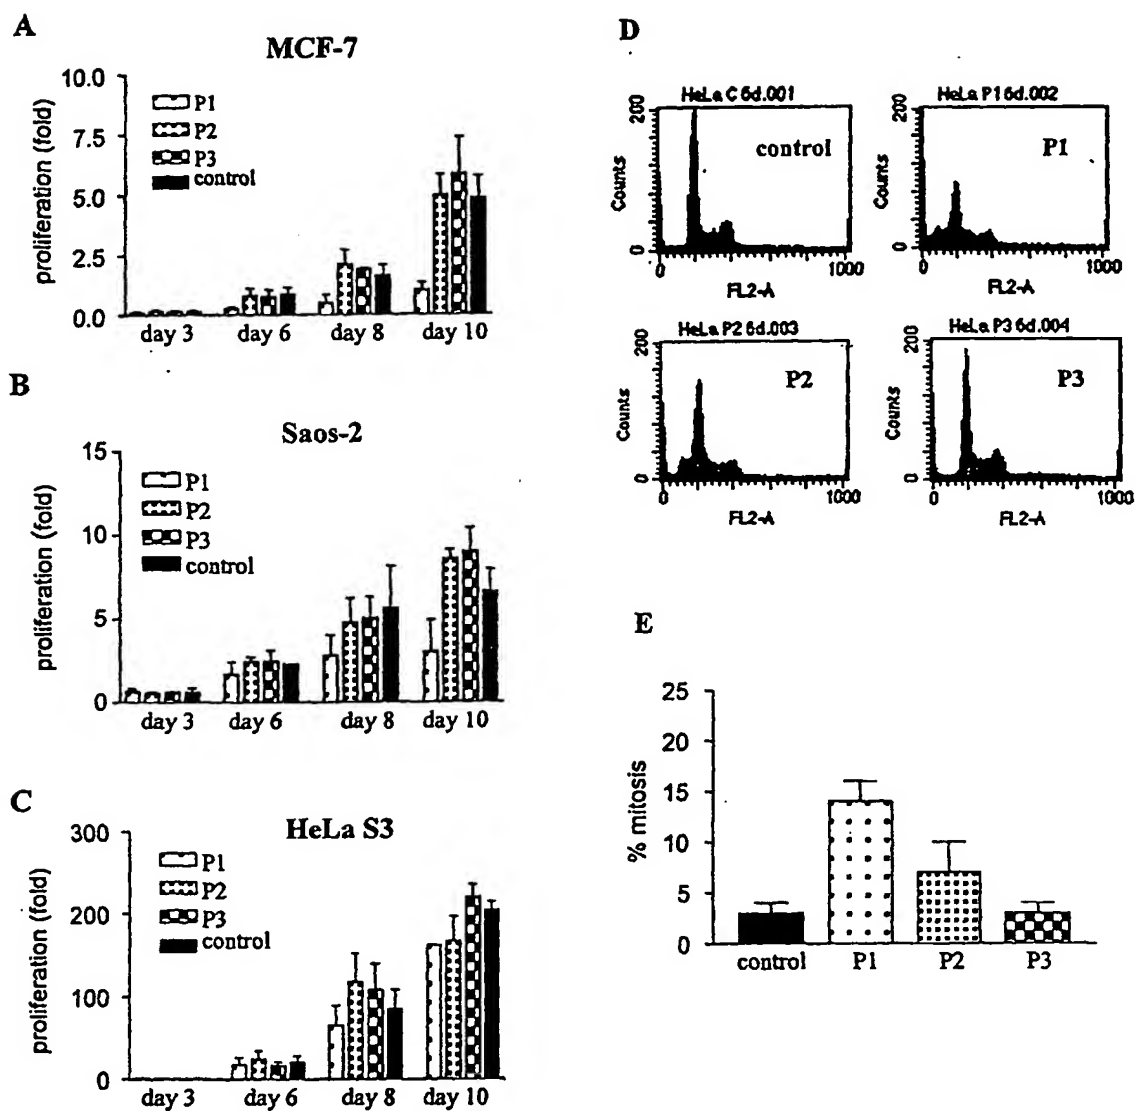 A
MCF-7
proliferation (fold)
10.0
7.5
5.0
2.5
0.0
P1
P2
P3
control
day 3
day 6
day 8
day 10
B
Saos-2
proliferation (fold)
15
10
5
0
P1
P2
P3
control
day 3
day 6
day 8
day 10
C
HeLa S3
proliferation (fold)
300
200
100
0
P1
P2
P3
control
day 3
day 6
day 8
day 10
D
HeLa C 6d.001
control
Counts
200
0
0
1000
FL2-A
HeLa P1 6d.002
P1
Counts
200
0
0
1000
FL2-A
HeLa P2 6d.003
P2
Counts
200
0
0
1000
FL2-A
HeLa P3 6d.004
P3
Counts
200
0
0
1000
FL2-A
E
% mitosis
25
20
15
10
5
0
control
P1
P2
P3